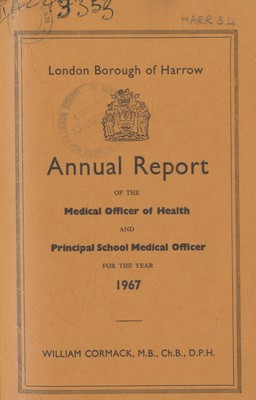 HARR 34
London Borough of Harrow
Annual Report
OF THE
Medical Officer of Health
AND
Principal School Medical Officer
FOR THE YEAR
1967
WILLIAM CORMACK, M.B., Ch.B., D.P.H.